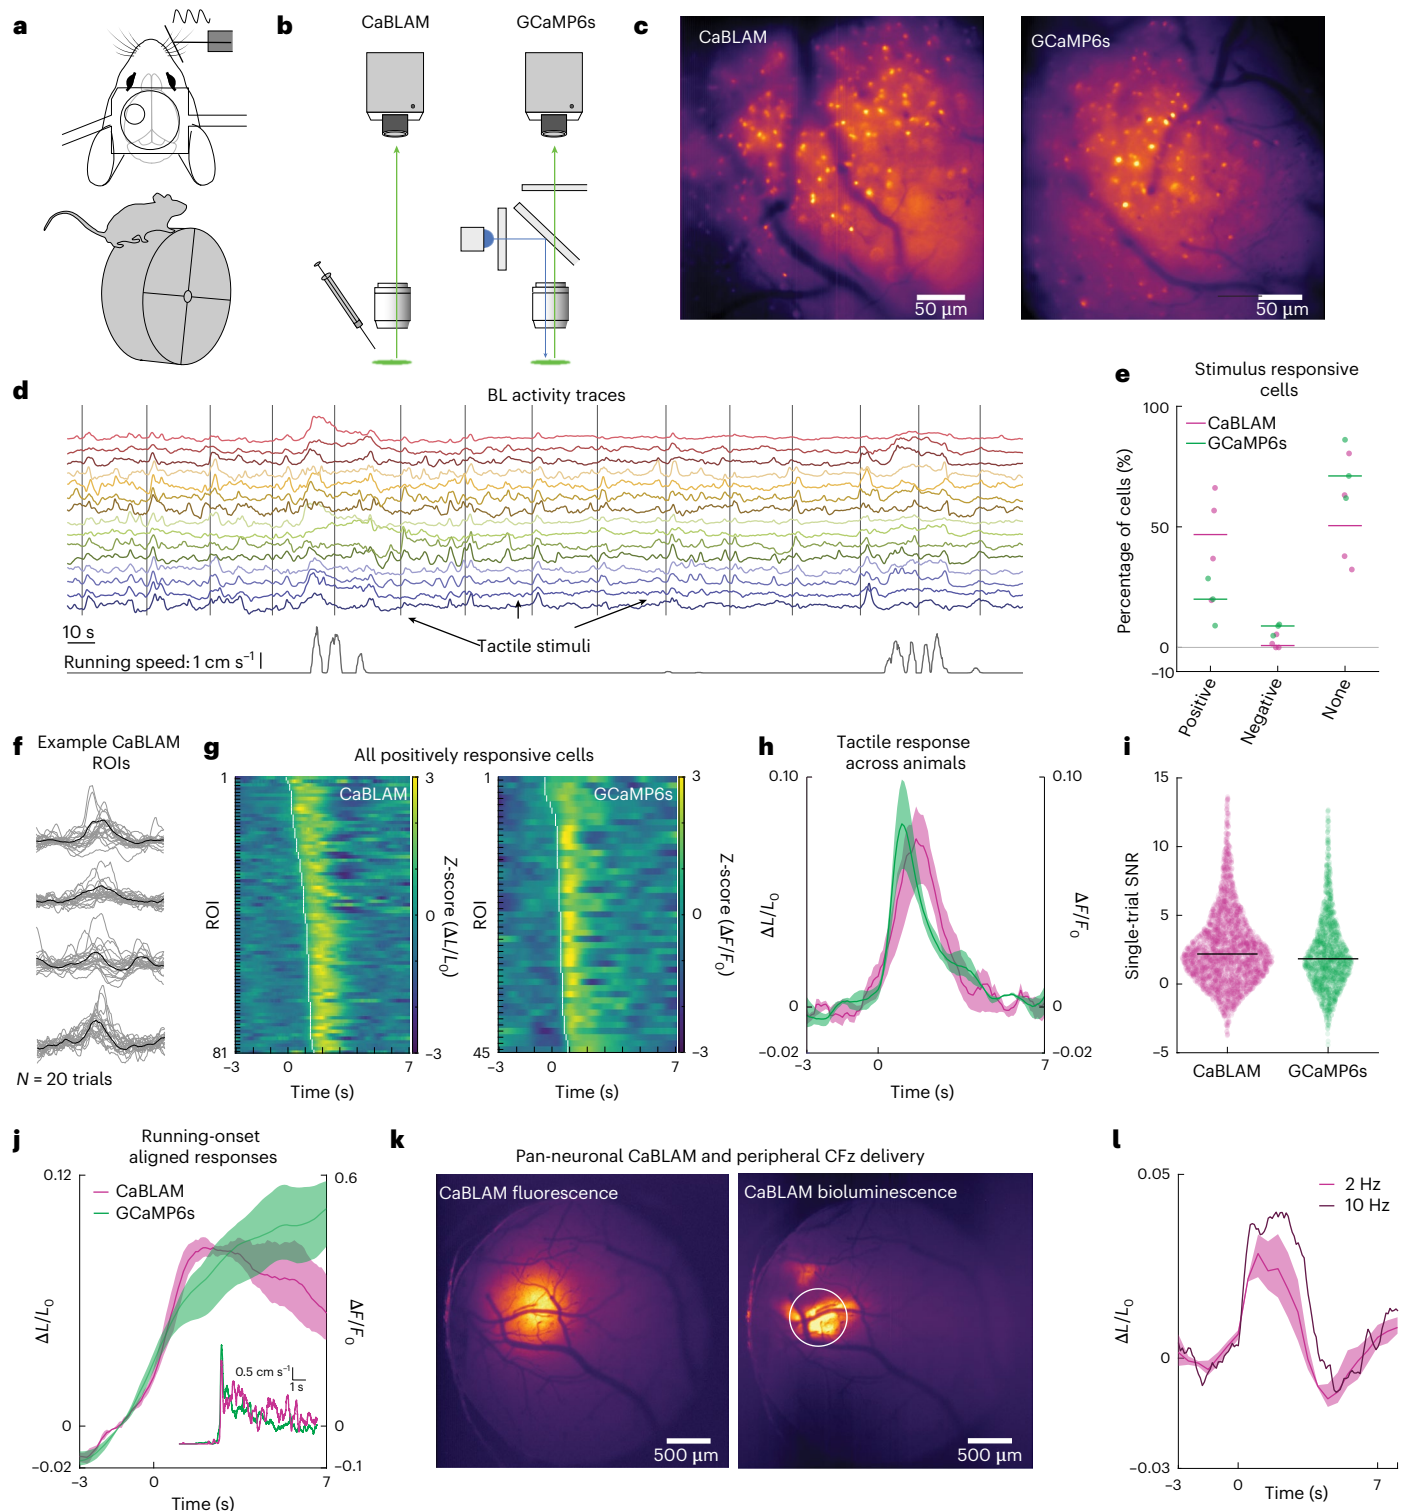 a
b
CaBLAM
GCaMP6s
c
CaBLAM
50 µm
GCaMP6s
50 µm
d
BL activity traces
10 s
Tactile stimuli
Running speed: 1 cm s⁻¹
e
Stimulus responsive
cells
Percentage of cells (%)
100
50
0
−10
CaBLAM
GCaMP6s
Positive
Negative
None
f
Example CaBLAM
ROIs
N = 20 trials
g
All positively responsive cells
CaBLAM
ROI
1
81
−3
0
7
Time (s)
3
0
−3
Z-score (ΔL/L₀)
GCaMP6s
ROI
1
45
−3
0
7
Time (s)
3
0
−3
Z-score (ΔF/F₀)
h
Tactile response
across animals
0.10
0
−0.02
ΔL/L₀
0.10
0
−0.02
ΔF/F₀
−3
0
7
Time (s)
i
Single-trial SNR
15
10
5
0
−5
CaBLAM
GCaMP6s
j
Running-onset
aligned responses
0.12
0
−0.02
ΔL/L₀
CaBLAM
GCaMP6s
0.6
0
−0.1
ΔF/F₀
0.5 cm s⁻¹
1 s
−3
0
7
Time (s)
k
Pan-neuronal CaBLAM and peripheral CFz delivery
CaBLAM fluorescence
500 µm
CaBLAM bioluminescence
500 µm
l
0.05
0
−0.03
ΔL/L₀
2 Hz
10 Hz
−3
0
7
Time (s)